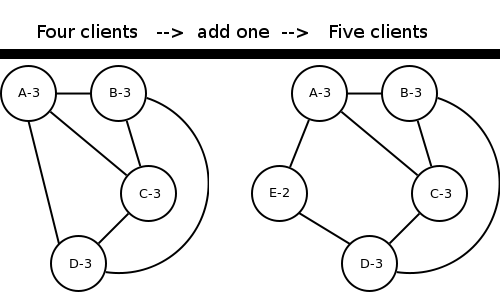 Four clients --> add one --> Five clients
A-3 B-3 A-3 B-3
C-3 E-2 C-3
D-3 D-3